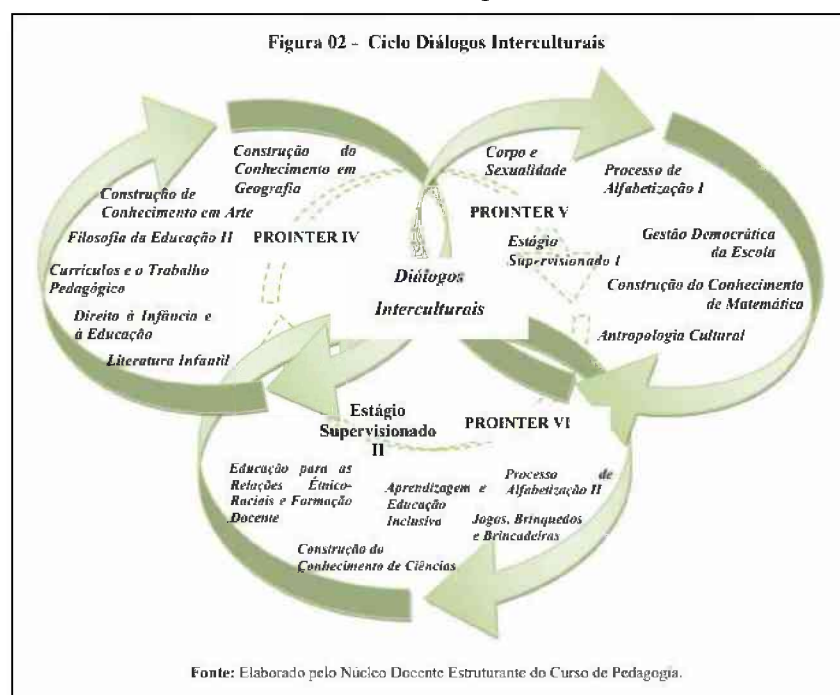 Figura 02 - Ciclo Diálogos Interculturais
Construção do
Conhecimento em
Geografia
Construção de
Conhecimento em Arte
Filosofia da Educação II
PROINTER IV
Currículos e o Trabalho
Pedagógico
Direito à Infância e
à Educação
Literatura Infantil
Corpo e
Sexualidade
Processo de
Alfabetização I
PROINTER V
Estágio
Supervisionado I
Gestão Democrática
da Escola
Construção do Conhecimento
de Matemática
Antropologia Cultural
Diálogos
Interculturais
Estágio
Supervisionado
II
PROINTER VI
Educação para as
Relações Étnico-
Raciais e Formação
Docente
Aprendizagem e
Educação
Inclusiva
Processo de
Alfabetização II
Jogos, Brinquedos
e Brincadeiras
Construção do
Conhecimento de Ciências
Fonte: Elaborado pelo Núcleo Docente Estruturante do Curso de Pedagogia.